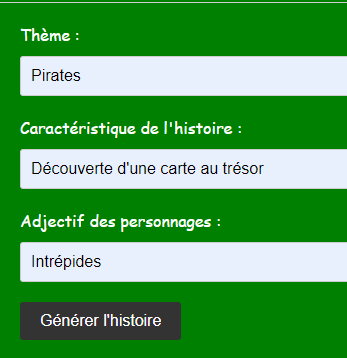 Thème :
Pirates
Caractéristique de l'histoire :
Découverte d'une carte au trésor
Adjectif des personnages :
Intrépides
Générer l'histoire